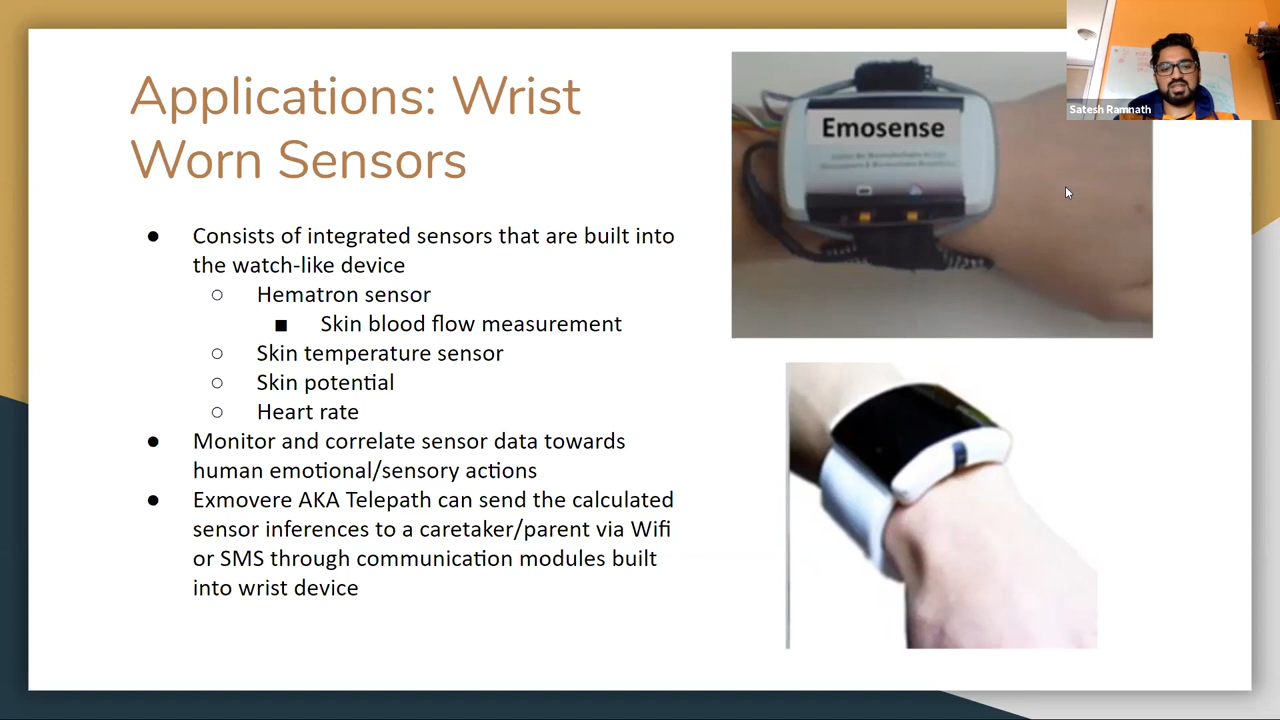 Applications: Wrist
Worn Sensors
● Consists of integrated sensors that are built into
the watch-like device
○ Hematron sensor
■ Skin blood flow measurement
○ Skin temperature sensor
○ Skin potential
○ Heart rate
● Monitor and correlate sensor data towards
human emotional/sensory actions
● Exmovere AKA Telepath can send the calculated
sensor inferences to a caretaker/parent via Wifi
or SMS through communication modules built
into wrist device
Emosense
Satesh Ramnath